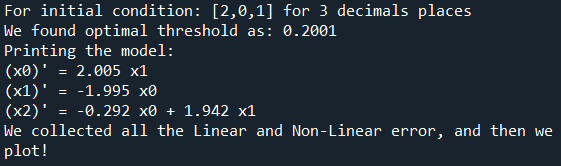 For initial condition: [2,0,1] for 3 decimals places
We found optimal threshold as: 0.2001
Printing the model:
(x0)' = 2.005 x1
(x1)' = -1.995 x0
(x2)' = -0.292 x0 + 1.942 x1
We collected all the Linear and Non-Linear error, and then we
plot!